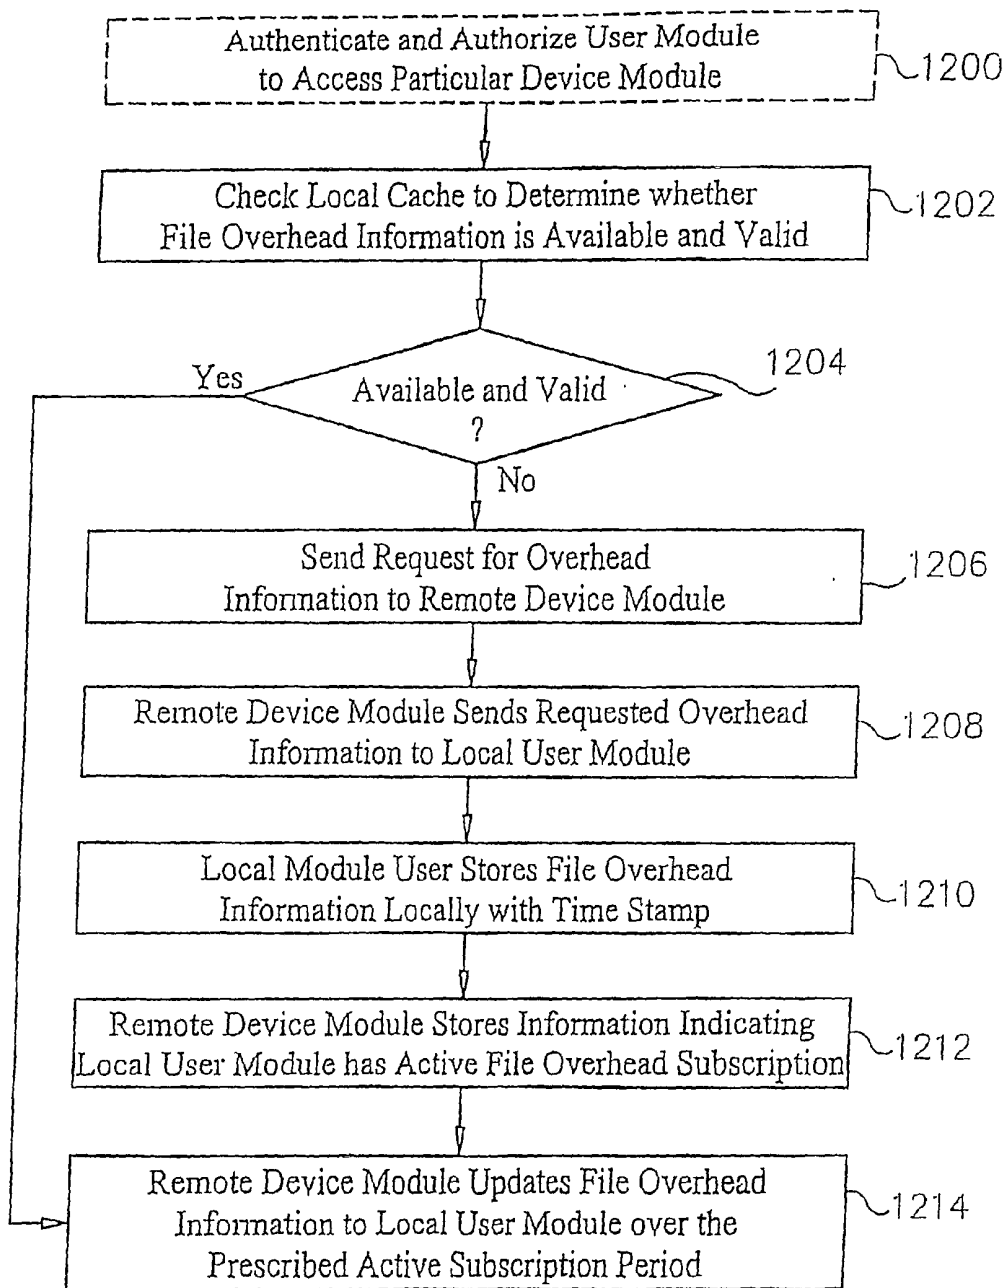 Authenticate and Authorize User Module
to Access Particular Device Module
1200
Check Local Cache to Determine whether
File Overhead Information is Available and Valid
1202
Available and Valid
?
1204
Yes
No
Send Request for Overhead
Information to Remote Device Module
1206
Remote Device Module Sends Requested Overhead
Information to Local User Module
1208
Local Module User Stores File Overhead
Information Locally with Time Stamp
1210
Remote Device Module Stores Information Indicating
Local User Module has Active File Overhead Subscription
1212
Remote Device Module Updates File Overhead
Information to Local User Module over the
Prescribed Active Subscription Period
1214